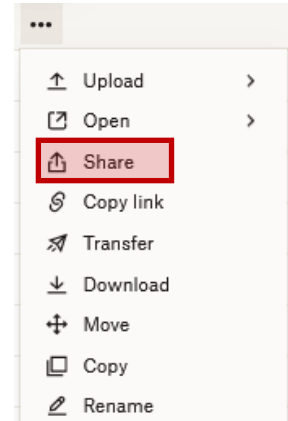 Upload
Open
Share
Copy link
Transfer
Download
Move
Copy
Rename